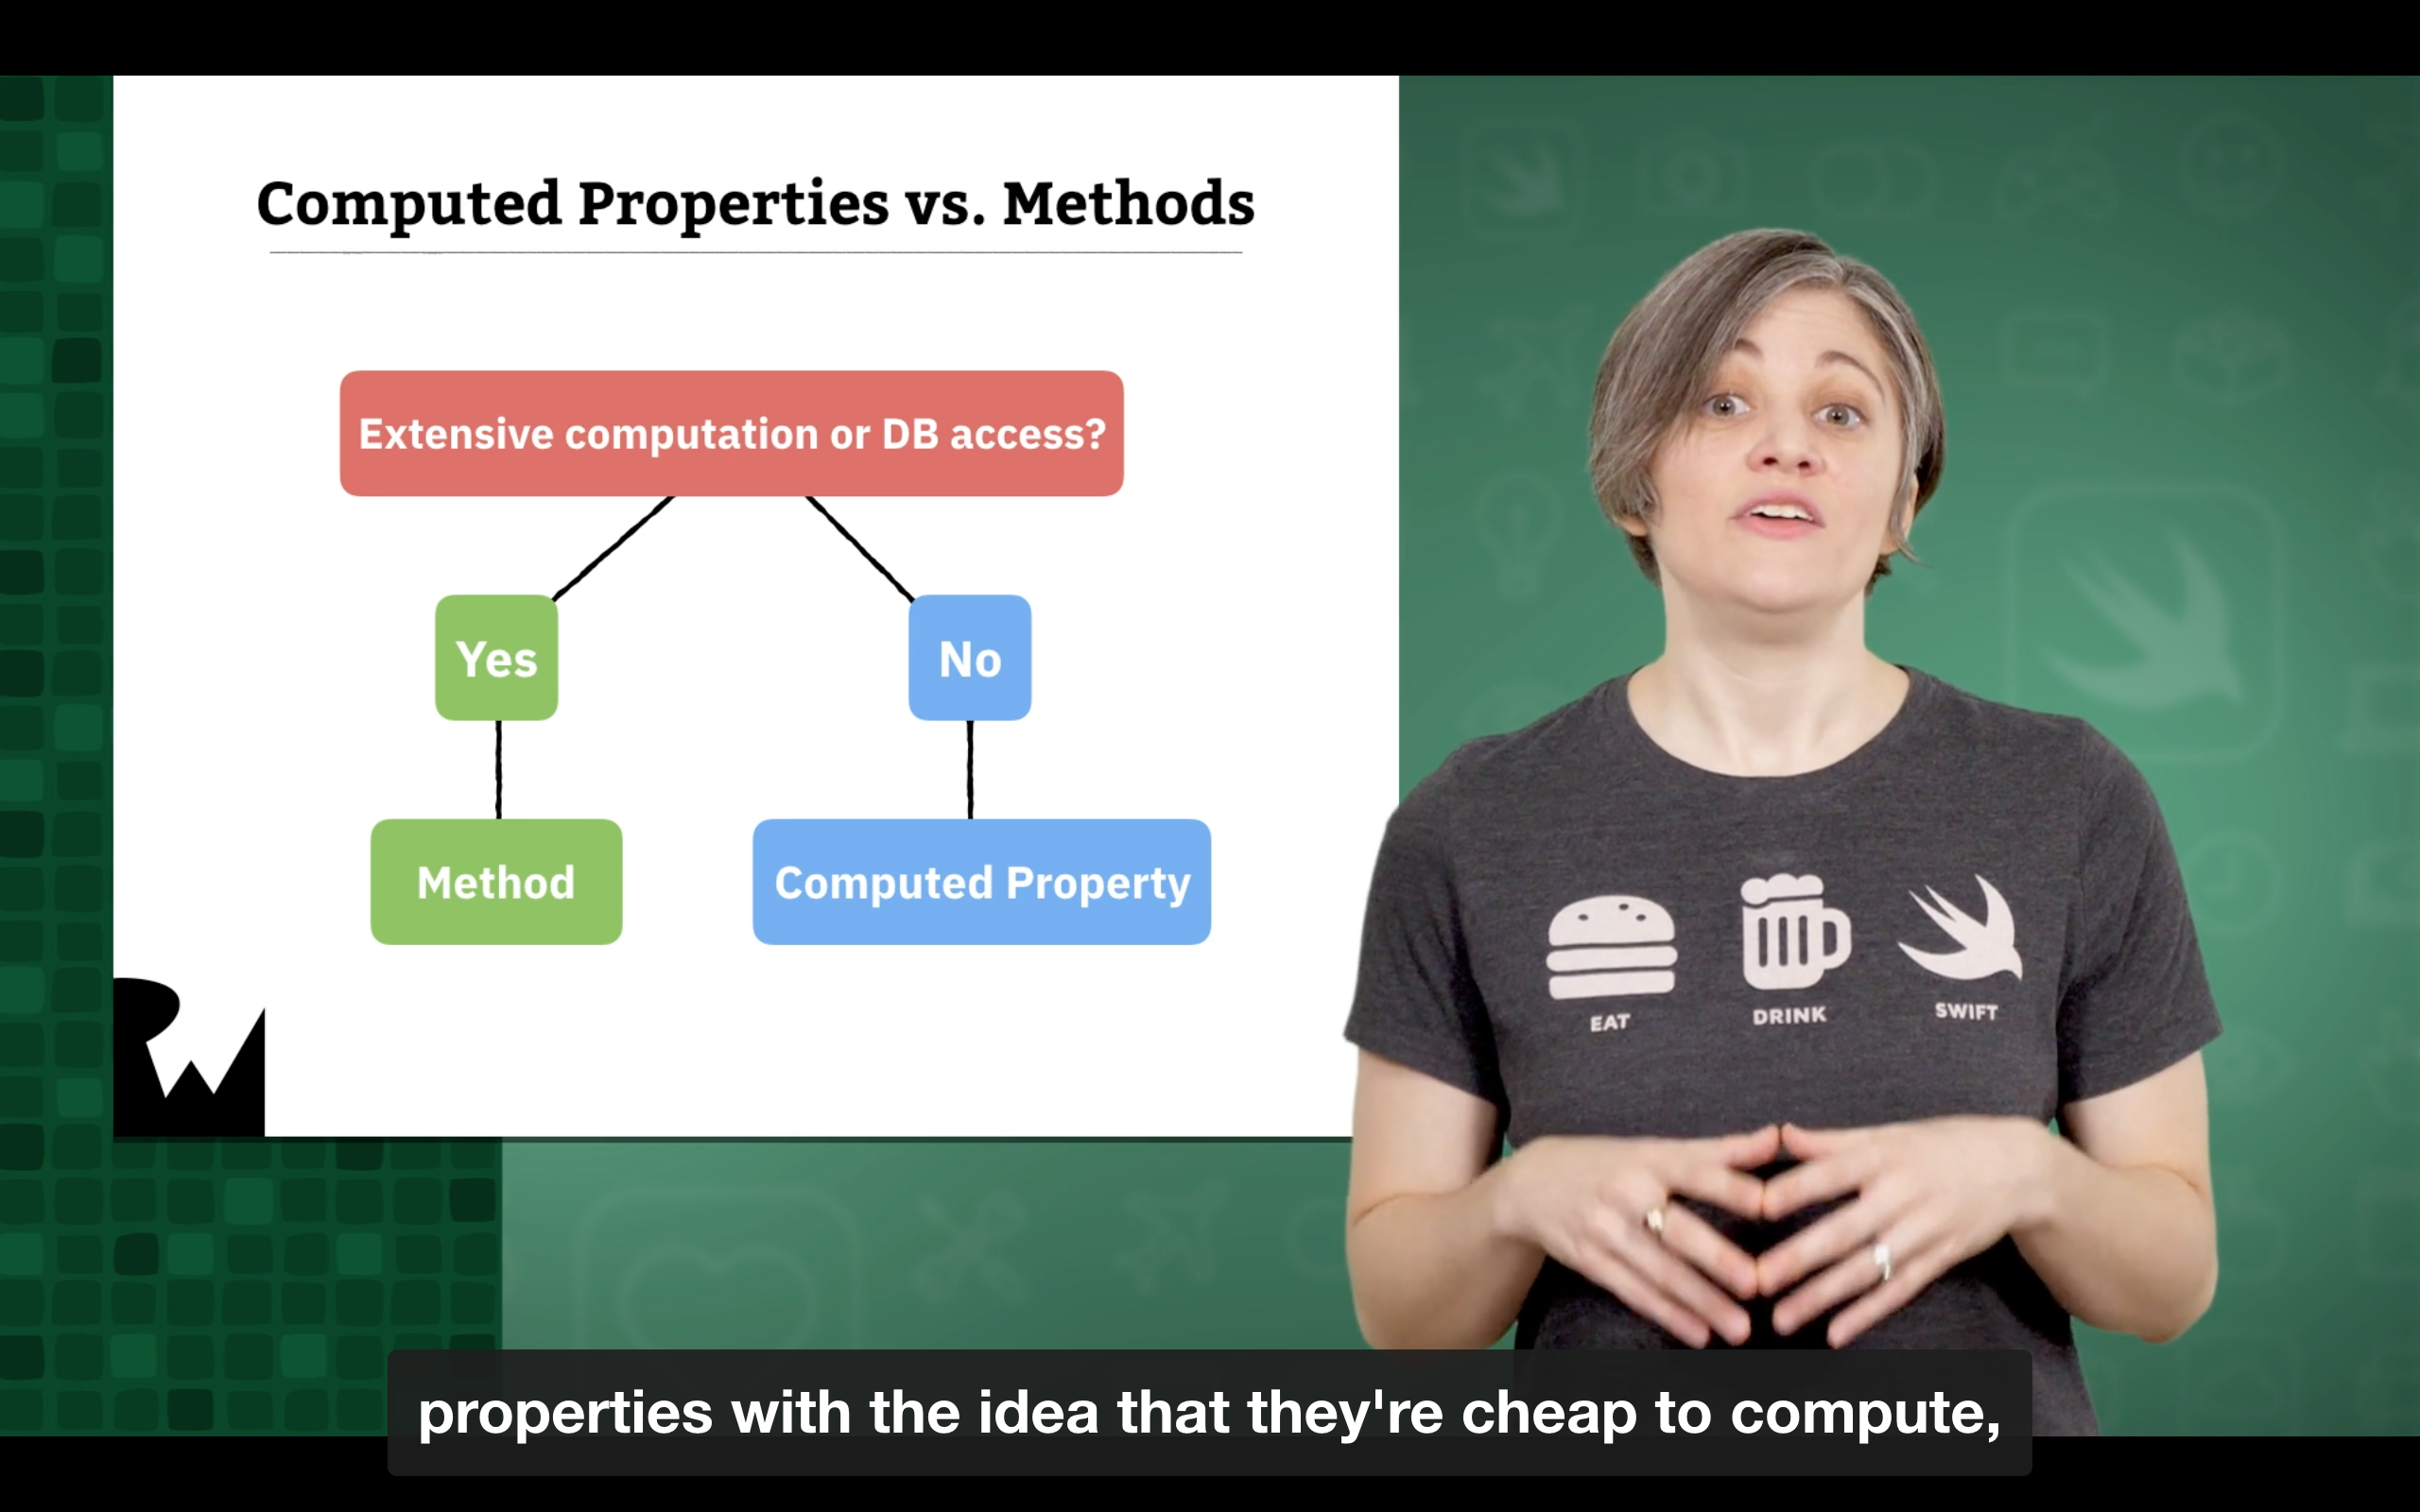 Computed Properties vs. Methods
Extensive computation or DB access?
Yes
No
Method
Computed Property
EAT
DRINK
SWIFT
properties with the idea that they're cheap to compute,